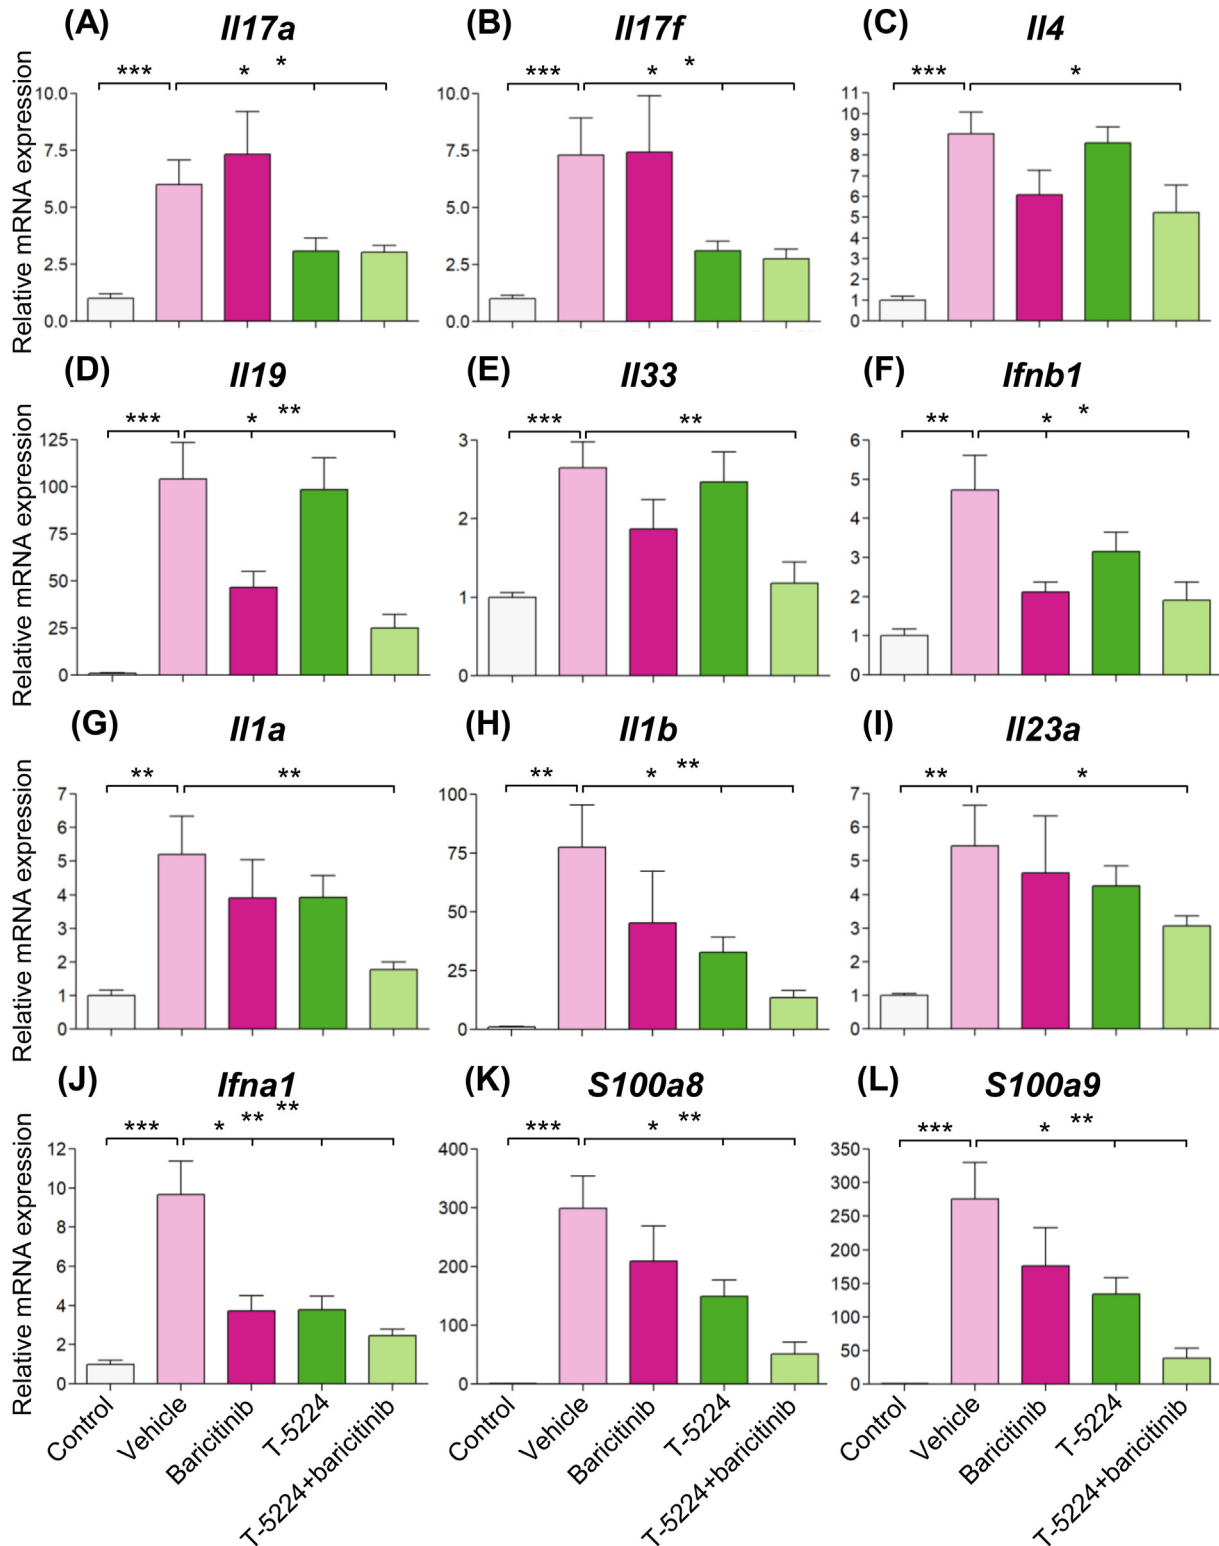 (A) Il17a
(B) Il17f
(C) Il4
*** * *
*** * *
*** *
Relative mRNA expression
10.0
7.5
5.0
2.5
0.0
10.0
7.5
5.0
2.5
0.0
11
10
9
8
7
6
5
4
3
2
1
0
(D) Il19
(E) Il33
(F) Ifnb1
*** * **
*** **
** * *
Relative mRNA expression
125
100
75
50
25
0
3
2
1
0
6
5
4
3
2
1
0
(G) Il1a
(H) Il1b
(I) Il23a
** **
** * **
** *
Relative mRNA expression
7
6
5
4
3
2
1
0
100
75
50
25
0
7
6
5
4
3
2
1
0
(J) Ifna1
(K) S100a8
(L) S100a9
*** * ** **
*** * **
*** * **
Relative mRNA expression
12
10
8
6
4
2
0
400
300
200
100
0
350
300
250
200
150
100
50
0
Control
Vehicle
Baricitinib
T-5224
T-5224+baricitinib
Control
Vehicle
Baricitinib
T-5224
T-5224+baricitinib
Control
Vehicle
Baricitinib
T-5224
T-5224+baricitinib